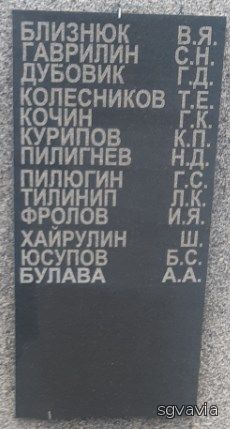 БЛИЗНЮК В.Я.
ГАВРИЛИН С.Н.
ДУБОВИК Г.Д.
КОЛЕСНИКОВ Т.Е.
КОЧИН Г.К.
КУРИПОВ К.П.
ПИЛИГНЕВ Н.Д.
ПИЛЮГИН Г.С.
ТИЛИНИП Л.К.
ФРОЛОВ И.Я.
ХАЙРУЛИН Ш.
ЮСУПОВ Б.С.
БУЛАВА А.А.
sgvavia